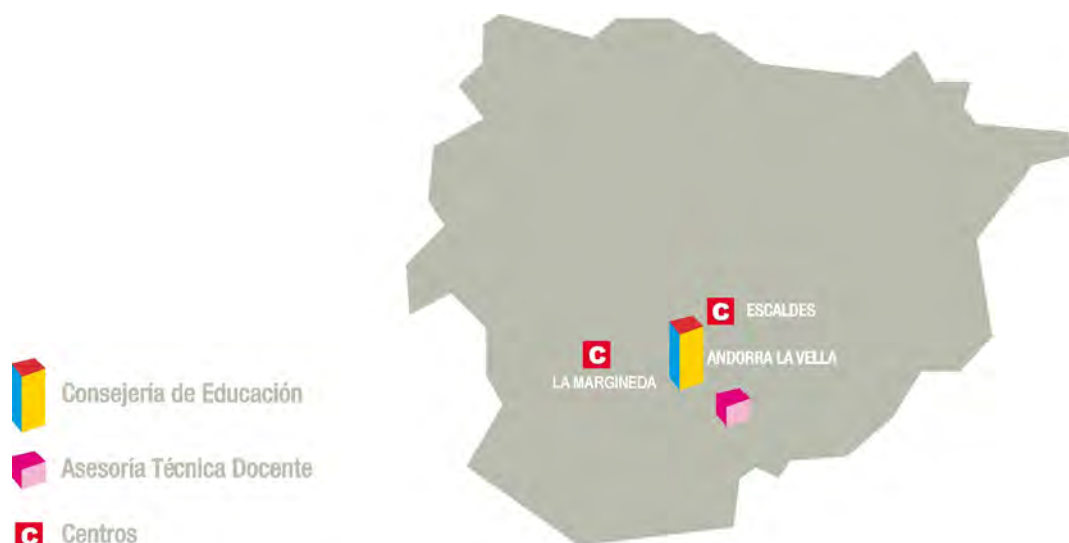 C ESCALDES
ANDORRA LA VELLA
C
LA MARGINEDA
Consejería de Educación
Asesoría Técnica Docente
C Centros